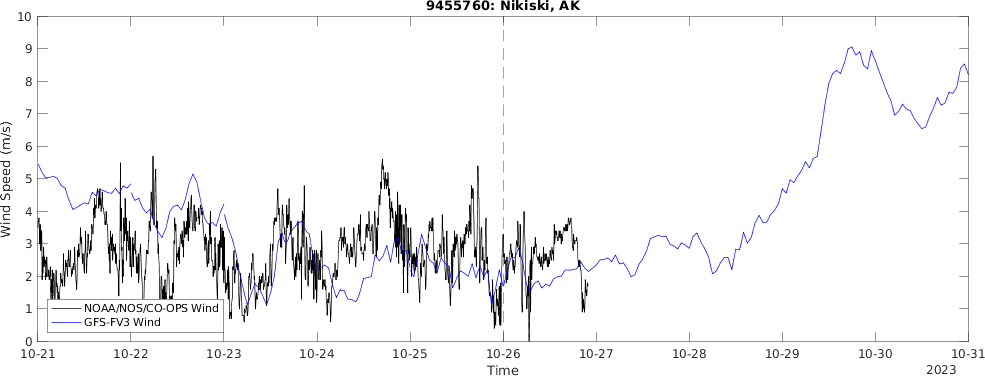 9455760: Nikiski, AK
Wind Speed (m/s)
10
9
8
7
6
5
4
3
2
1
0
NOAA/NOS/CO-OPS Wind
GFS-FV3 Wind
10-21 10-22 10-23 10-24 10-25 10-26 10-27 10-28 10-29 10-30 10-31
Time
2023